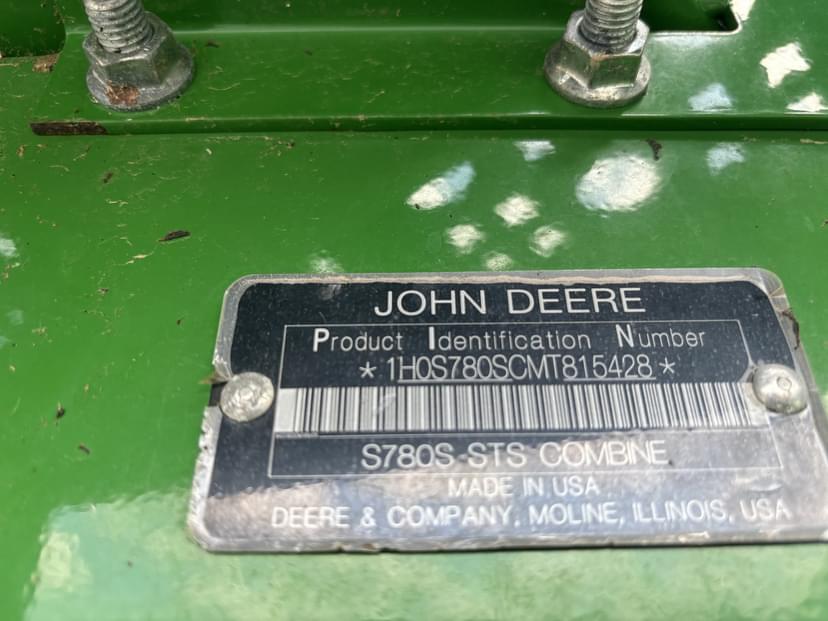 JOHN DEERE
Product Identification Number
*1H0S780SCMT815428*
S780S-STS COMBINE
MADE IN USA
DEERE & COMPANY, MOLINE, ILLINOIS, USA